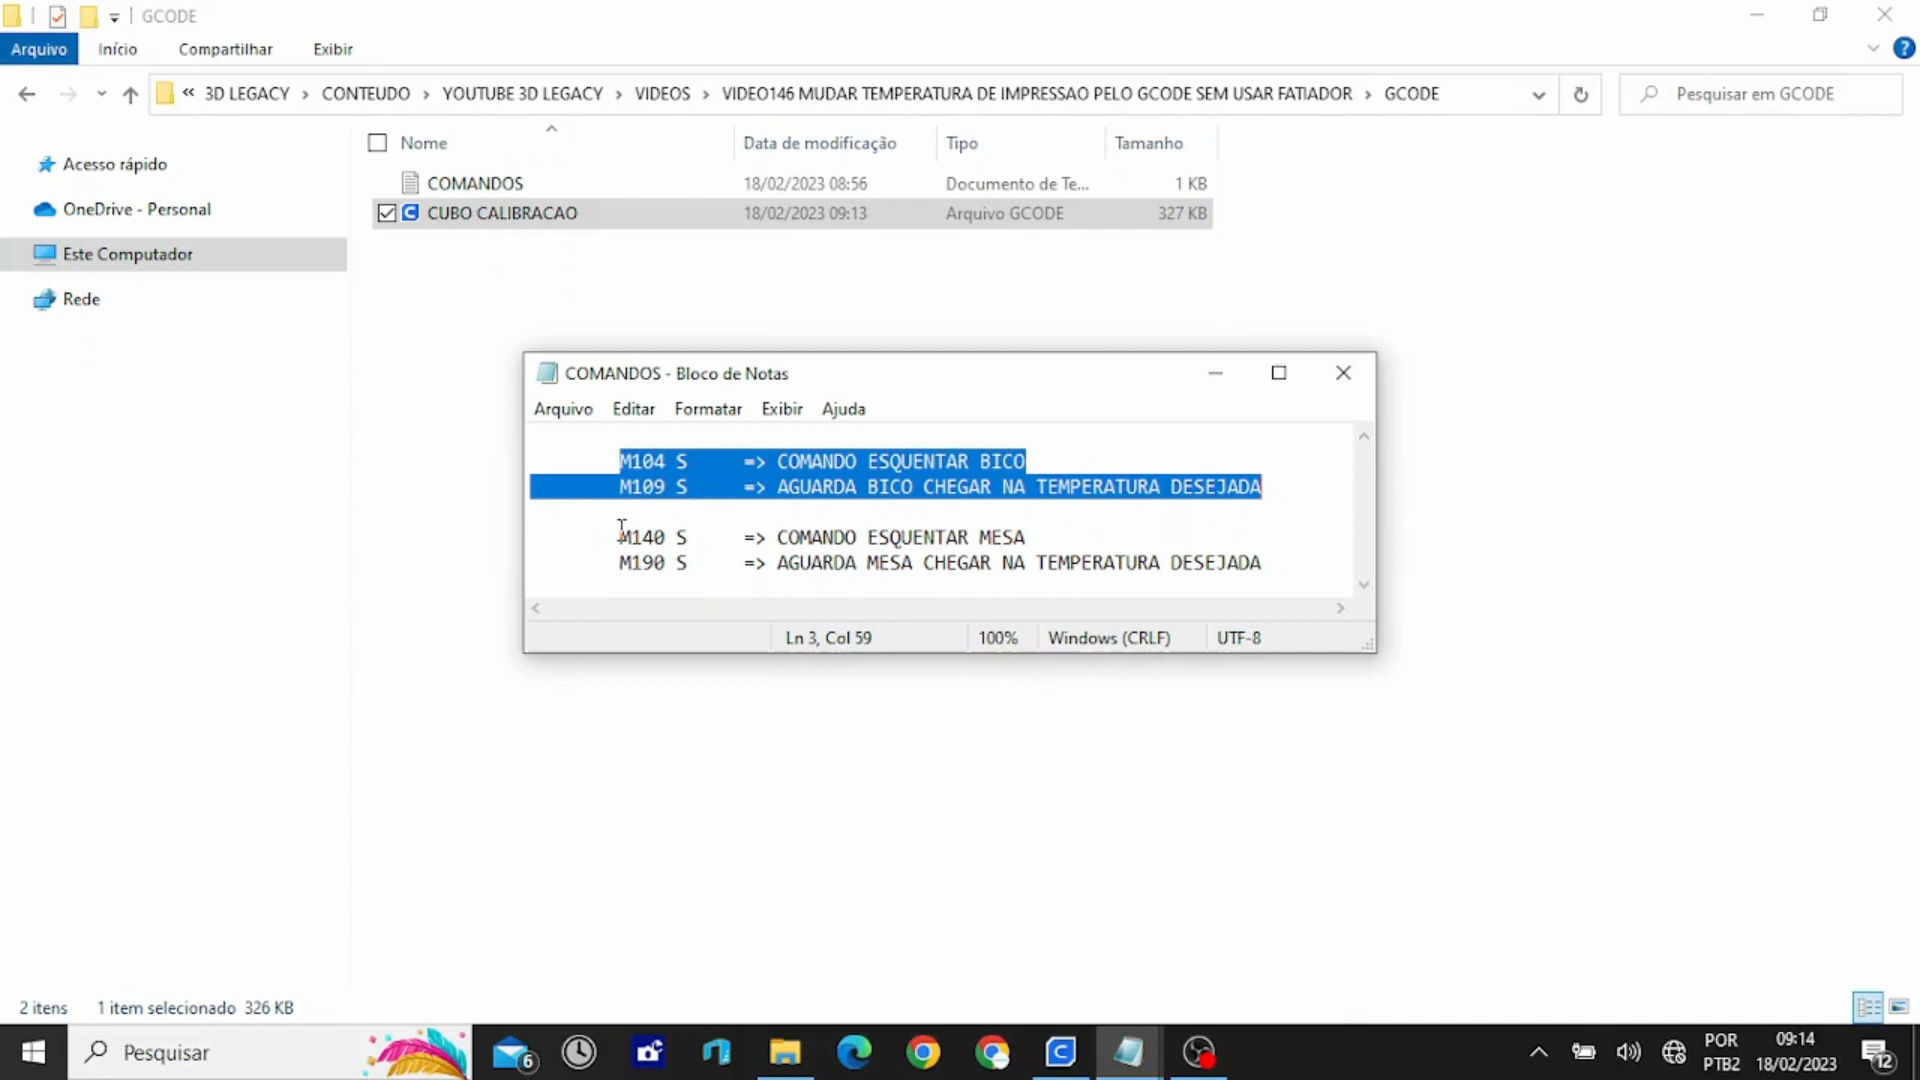 GCODE
Arquivo Início Compartilhar Exibir
« 3D LEGACY › CONTEUDO › YOUTUBE 3D LEGACY › VIDEOS › VIDEO146 MUDAR TEMPERATURA DE IMPRESSAO PELO GCODE SEM USAR FATIADOR › GCODE Pesquisar em GCODE
Nome Data de modificação Tipo Tamanho
Acesso rápido
COMANDOS 18/02/2023 08:56 Documento de Te... 1 KB
CUBO CALIBRACAO 18/02/2023 09:13 Arquivo GCODE 327 KB
OneDrive - Personal
Este Computador
Rede
COMANDOS - Bloco de Notas
Arquivo Editar Formatar Exibir Ajuda
M104 S => COMANDO ESQUENTAR BICO
M109 S => AGUARDA BICO CHEGAR NA TEMPERATURA DESEJADA
M140 S => COMANDO ESQUENTAR MESA
M190 S => AGUARDA MESA CHEGAR NA TEMPERATURA DESEJADA
Ln 3, Col 59 100% Windows (CRLF) UTF-8
2 itens 1 item selecionado 326 KB
Pesquisar
6
POR
PTB2
09:14
18/02/2023
12